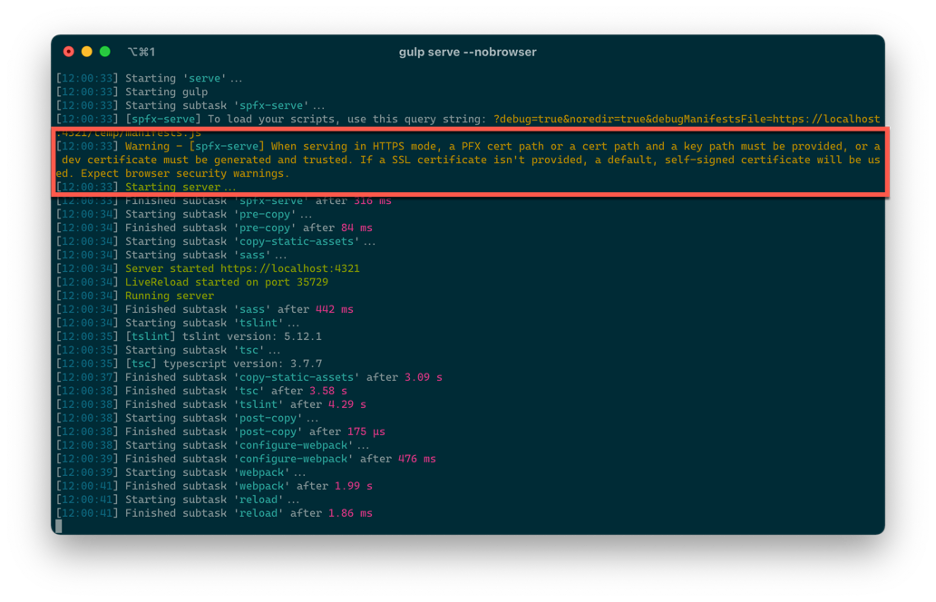 ⌥⌘1
gulp serve --nobrowser
[12:00:33] Starting 'serve'...
[12:00:33] Starting gulp
[12:00:33] Starting subtask 'spfx-serve'...
[12:00:33] [spfx-serve] To load your scripts, use this query string: ?debug=true&noredir=true&debugManifestsFile=https://localhost
:4321/temp/manifests.js
[12:00:33] Warning - [spfx-serve] When serving in HTTPS mode, a PFX cert path or a cert path and a key path must be provided, or a
dev certificate must be generated and trusted. If a SSL certificate isn't provided, a default, self-signed certificate will be us
ed. Expect browser security warnings.
[12:00:33] Starting server...
[12:00:33] Finished subtask 'spfx-serve' after 316 ms
[12:00:34] Starting subtask 'pre-copy'...
[12:00:34] Finished subtask 'pre-copy' after 84 ms
[12:00:34] Starting subtask 'copy-static-assets'...
[12:00:34] Starting subtask 'sass'...
[12:00:34] Server started https://localhost:4321
[12:00:34] LiveReload started on port 35729
[12:00:34] Running server
[12:00:34] Finished subtask 'sass' after 442 ms
[12:00:34] Starting subtask 'tslint'...
[12:00:35] [tslint] tslint version: 5.12.1
[12:00:35] Starting subtask 'tsc'...
[12:00:35] [tsc] typescript version: 3.7.7
[12:00:37] Finished subtask 'copy-static-assets' after 3.09 s
[12:00:38] Finished subtask 'tsc' after 3.58 s
[12:00:38] Finished subtask 'tslint' after 4.29 s
[12:00:38] Starting subtask 'post-copy'...
[12:00:38] Finished subtask 'post-copy' after 175 μs
[12:00:38] Starting subtask 'configure-webpack'...
[12:00:39] Finished subtask 'configure-webpack' after 476 ms
[12:00:39] Starting subtask 'webpack'...
[12:00:41] Finished subtask 'webpack' after 1.99 s
[12:00:41] Starting subtask 'reload'...
[12:00:41] Finished subtask 'reload' after 1.86 ms